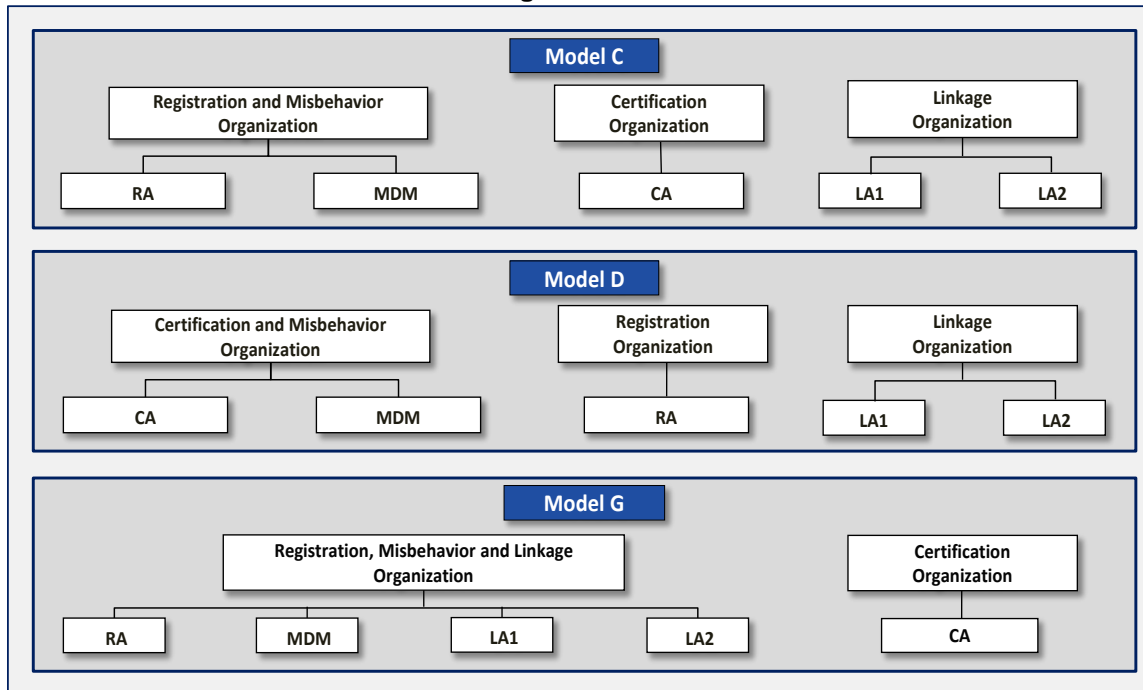 Model C
Registration and Misbehavior
Organization
Certification
Organization
Linkage
Organization
RA
MDM
CA
LA1
LA2
Model D
Certification and Misbehavior
Organization
Registration
Organization
Linkage
Organization
CA
MDM
RA
LA1
LA2
Model G
Registration, Misbehavior and Linkage
Organization
Certification
Organization
RA
MDM
LA1
LA2
CA